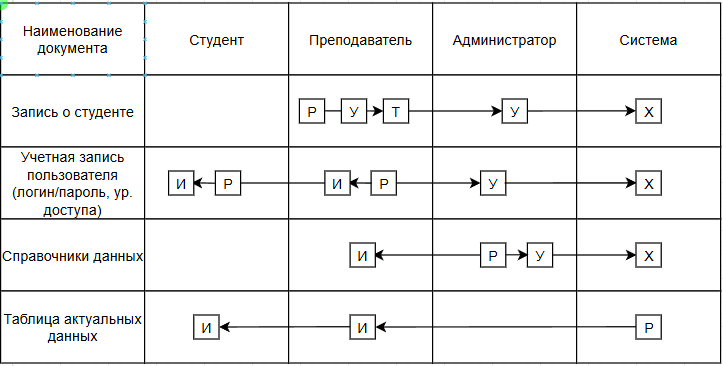 Наименование
документа
Студент
Преподаватель
Администратор
Система
Запись о студенте
Р У Т У Х
Учетная запись
пользователя
(логин/пароль, ур.
доступа)
И Р И Р У Х
Справочники данных
И Р У Х
Таблица актуальных
данных
И И Р